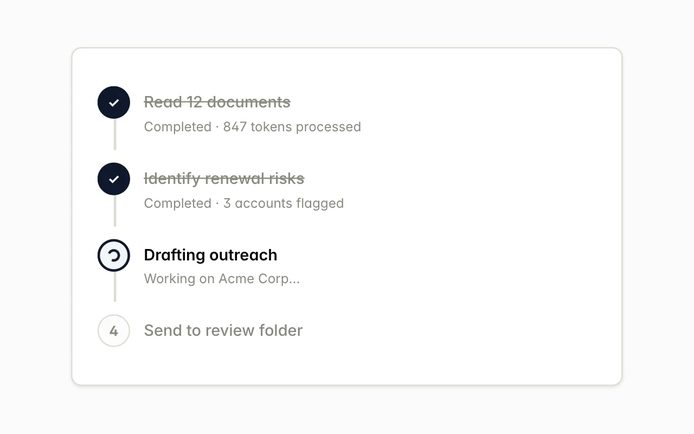 Read 12 documents
Completed · 847 tokens processed
Identify renewal risks
Completed · 3 accounts flagged
Drafting outreach
Working on Acme Corp...
4 Send to review folder